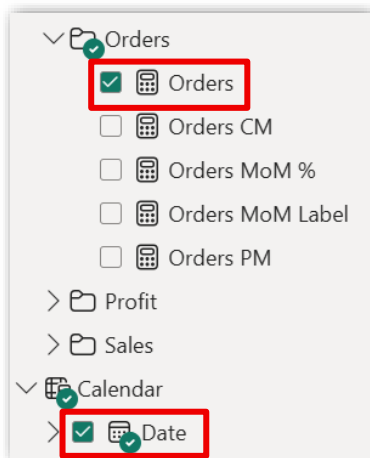 Orders
Orders
Orders CM
Orders MoM %
Orders MoM Label
Orders PM
Profit
Sales
Calendar
Date